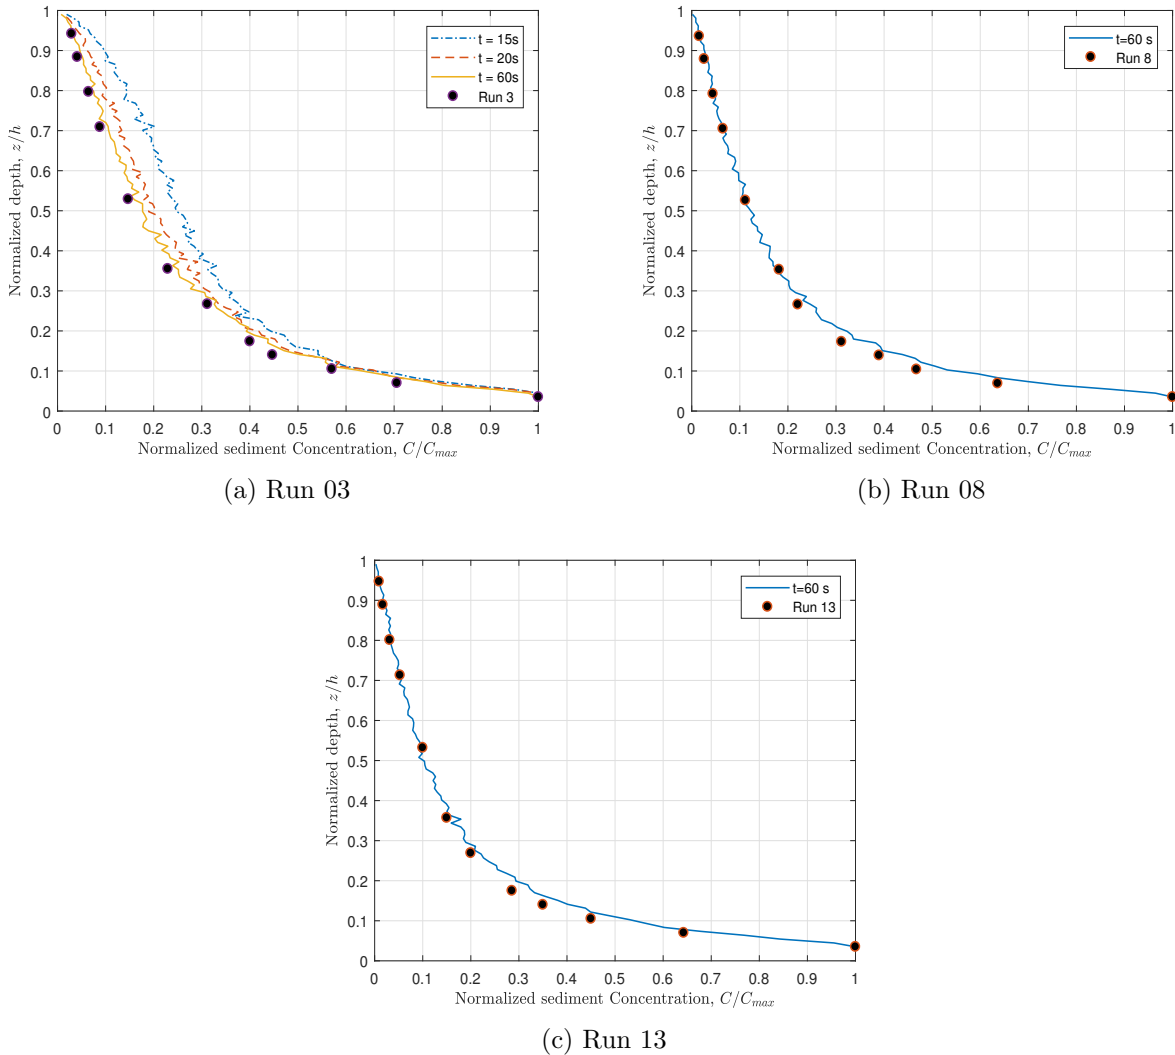 1
0.9
0.8
0.7
0.6
0.5
0.4
0.3
0.2
0.1
0
Normalized depth, z/h
t = 15s
t = 20s
t = 60s
Run 3
0 0.1 0.2 0.3 0.4 0.5 0.6 0.7 0.8 0.9 1
Normalized sediment Concentration, C/Cmax
(a) Run 03
1
0.9
0.8
0.7
0.6
0.5
0.4
0.3
0.2
0.1
0
Normalized depth, z/h
t=60 s
Run 8
0 0.1 0.2 0.3 0.4 0.5 0.6 0.7 0.8 0.9 1
Normalized sediment Concentration, C/Cmax
(b) Run 08
1
0.9
0.8
0.7
0.6
0.5
0.4
0.3
0.2
0.1
0
Normalized depth, z/h
t=60 s
Run 13
0 0.1 0.2 0.3 0.4 0.5 0.6 0.7 0.8 0.9 1
Normalized sediment Concentration, C/Cmax
(c) Run 13